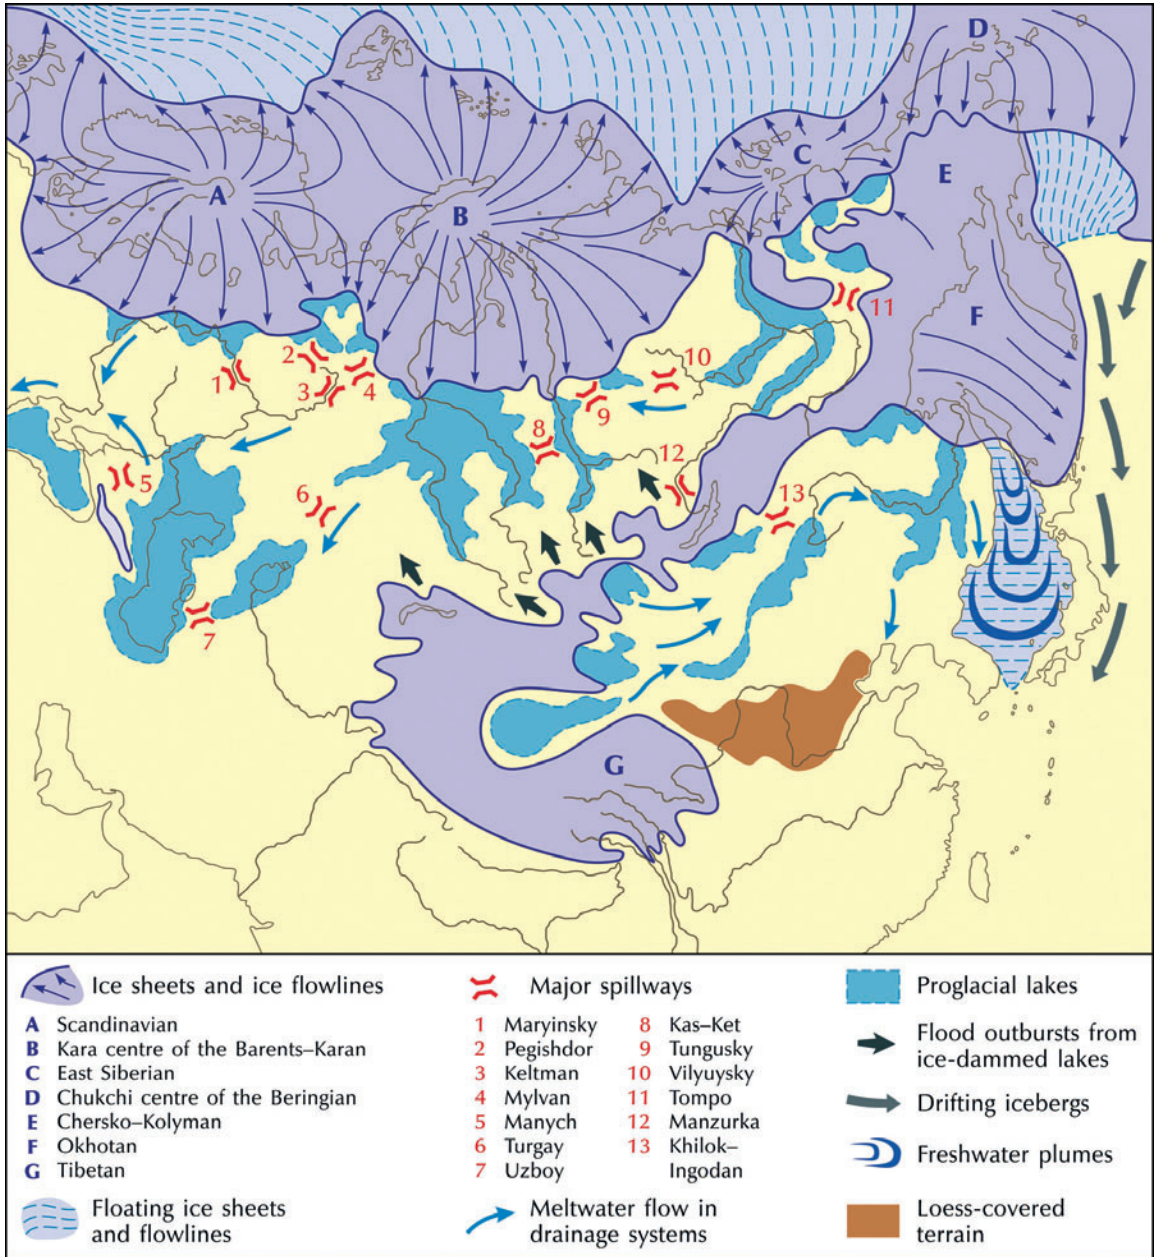 D
C
E
A
B
11
F
2
10
1
3
4
9
8
5
12
6
13
7
G
Ice sheets and ice flowlines
A Scandinavian
B Kara centre of the Barents–Karan
C East Siberian
D Chukchi centre of the Beringian
E Chersko–Kolyman
F Okhotan
G Tibetan
Floating ice sheets
and flowlines
Major spillways
1 Maryinsky
2 Pegishdor
3 Keltman
4 Mylvan
5 Manych
6 Turgay
7 Uzboy
8 Kas–Ket
9 Tungusky
10 Vilyuysky
11 Tompo
12 Manzurka
13 Khilok–
Ingodan
Meltwater flow in
drainage systems
Proglacial lakes
Flood outbursts from
ice-dammed lakes
Drifting icebergs
Freshwater plumes
Loess-covered
terrain